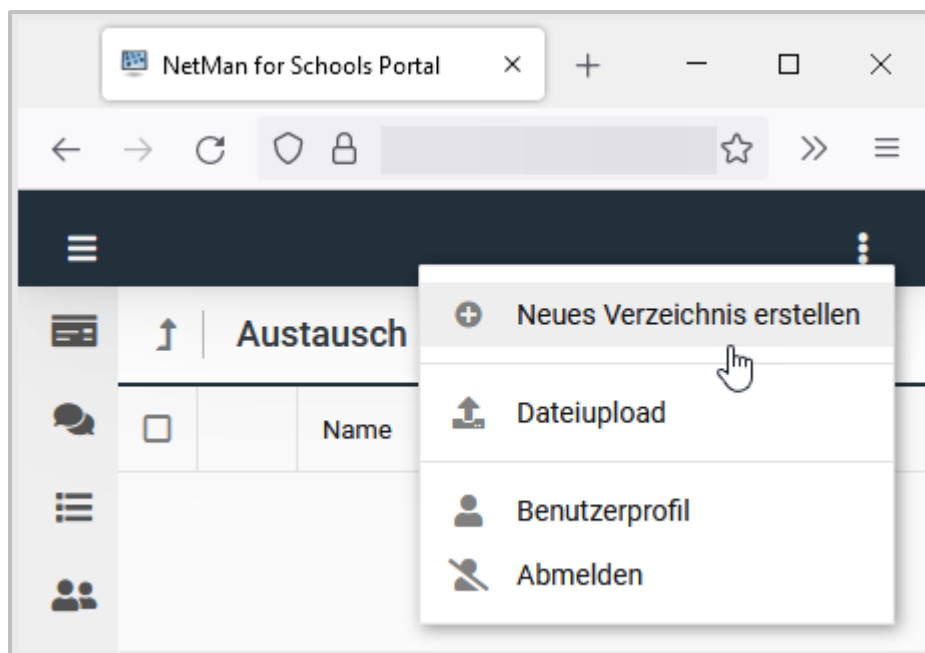 NetMan for Schools Portal
Neues Verzeichnis erstellen
Austausch
Dateiupload
Name
Benutzerprofil
Abmelden